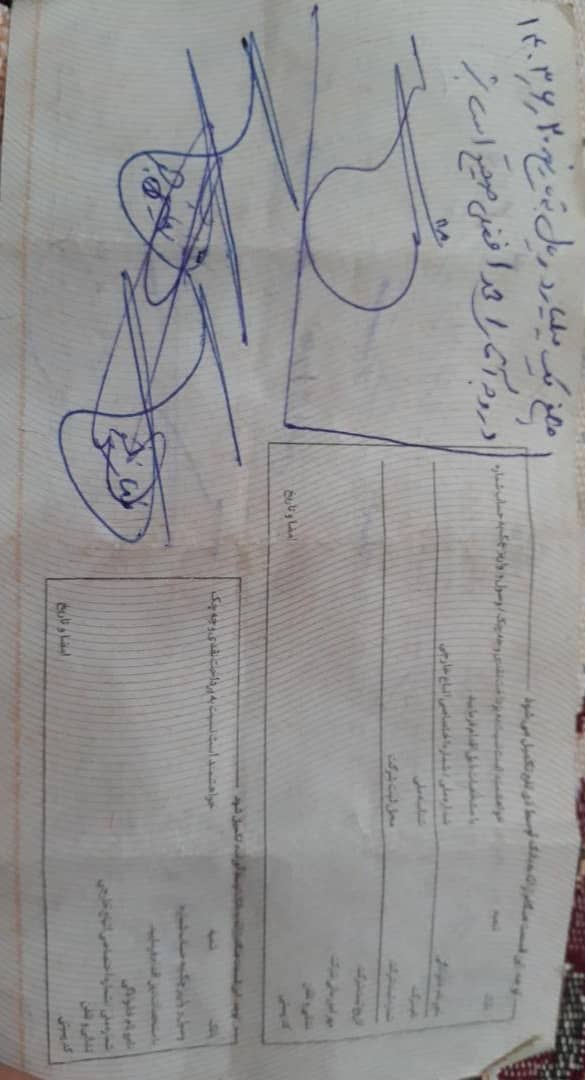 مبلغ یک میلیارد ریال به تاریخ ۱۴۰۳٫۶٫۲۰
در وجه آقای افضلی صحیح است
توجه: این قسمت هنگام ارائه به بانک توسط ذی نفع تکمیل می شود
بانک شعبه خواهشمند است نسبت به پرداخت نقدی وجه چک / وصول و واریز چک به حساب شماره
با مشخصات ذیل اقدام فرمایید
نام و نام خانوادگی شماره ملی / شماره اختصاصی اتباع خارجی
نام شرکت شناسه ملی
شماره ثبت شرکت محل ثبت شرکت
تاریخ ثبت شرکت
مهر شرکت
نشانی و تلفن
کد پستی امضا و تاریخ
توجه: این قسمت هنگام ارائه به بانک توسط تکمیل شود
بانک شعبه خواهشمند است نسبت به پرداخت نقدی وجه چک
وصول و واریز چک به حساب شماره
با مشخصات ذیل اقدام فرمایید.
نام و نام خانوادگی
شماره ملی / شماره اختصاصی اتباع خارجی
نشانی و تلفن
کد پستی امضا و تاریخ